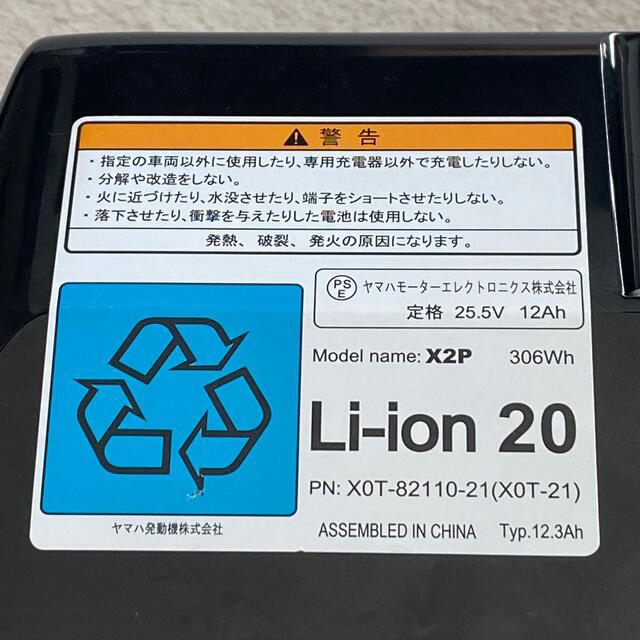 警告
・指定の車両以外に使用したり、専用充電器以外で充電したりしない。
・分解や改造をしない。
・火に近づけたり、水没させたり、端子をショートさせたりしない。
・落下させたり、衝撃を与えたりした電池は使用しない。
発熱、破裂、発火の原因になります。
PS E ヤマハモーターエレクトロニクス株式会社
定格 25.5V 12Ah
Model name: X2P 306Wh
Li-ion 20
PN: X0T-82110-21(X0T-21)
ヤマハ発動機株式会社
ASSEMBLED IN CHINA Typ.12.3Ah